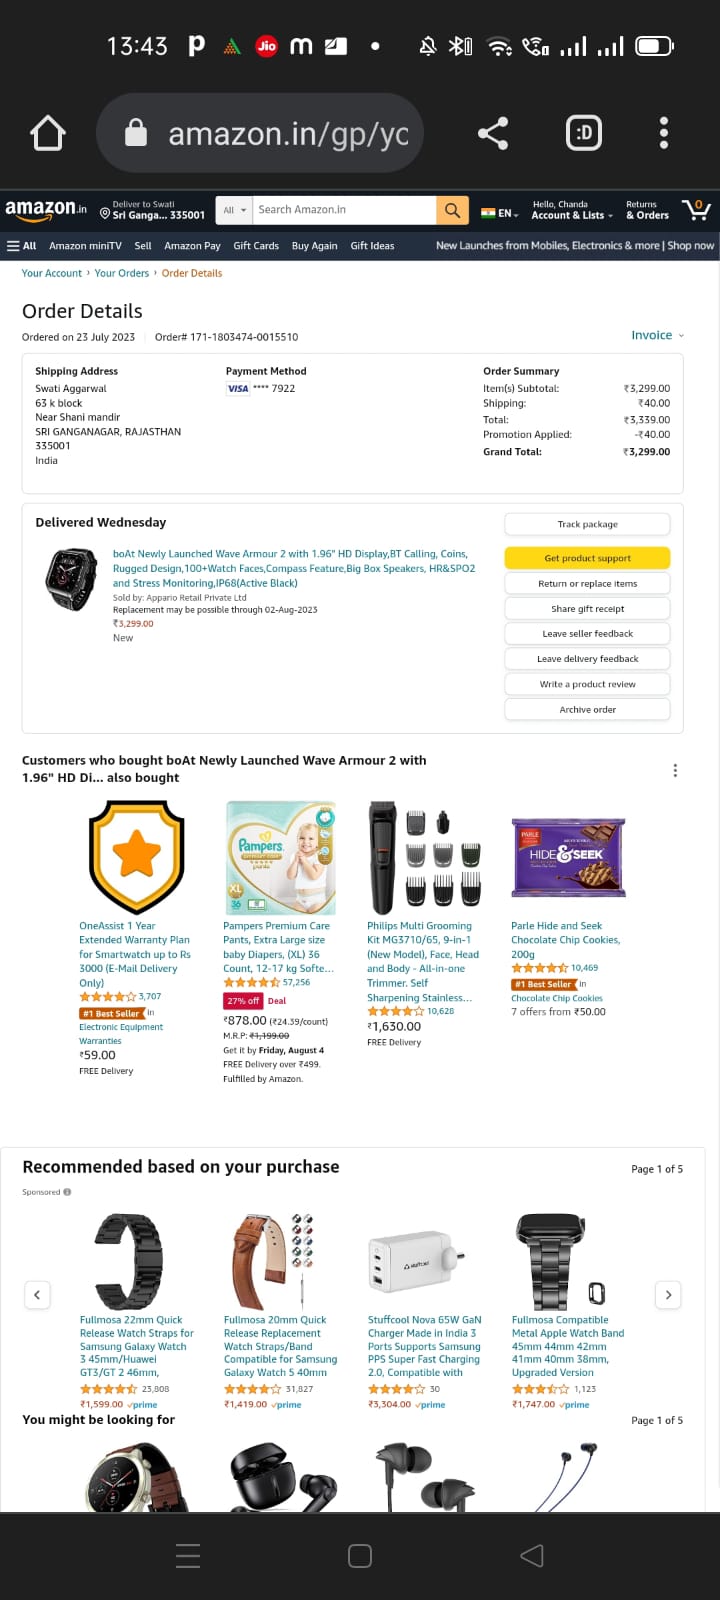 13:43
amazon.in/gp/yc
:D
amazon.in
Deliver to Swati
Sri Ganga... 335001
All
Search Amazon.in
EN
Hello, Chanda
Account & Lists
Returns
& Orders
0
All
Amazon miniTV
Sell
Amazon Pay
Gift Cards
Buy Again
Gift Ideas
New Launches from Mobiles, Electronics & more | Shop now
Your Account › Your Orders › Order Details
Order Details
Ordered on 23 July 2023
Order# 171-1803474-0015510
Invoice
Shipping Address
Swati Aggarwal
63 k block
Near Shani mandir
SRI GANGANAGAR, RAJASTHAN
335001
India
Payment Method
VISA **** 7922
Order Summary
Item(s) Subtotal: ₹3,299.00
Shipping: ₹40.00
Total: ₹3,339.00
Promotion Applied: -₹40.00
Grand Total: ₹3,299.00
Delivered Wednesday
boAt Newly Launched Wave Armour 2 with 1.96" HD Display,BT Calling, Coins,
Rugged Design,100+Watch Faces,Compass Feature,Big Box Speakers, HR&SPO2
and Stress Monitoring,IP68(Active Black)
Sold by: Appario Retail Private Ltd
Replacement may be possible through 02-Aug-2023
₹3,299.00
New
Track package
Get product support
Return or replace items
Share gift receipt
Leave seller feedback
Leave delivery feedback
Write a product review
Archive order
Customers who bought boAt Newly Launched Wave Armour 2 with
1.96" HD Di... also bought
OneAssist 1 Year
Extended Warranty Plan
for Smartwatch up to Rs
3000 (E-Mail Delivery
Only)
3,707
#1 Best Seller in
Electronic Equipment
Warranties
₹59.00
FREE Delivery
Pampers
XL
36
Pampers Premium Care
Pants, Extra Large size
baby Diapers, (XL) 36
Count, 12-17 kg Softe...
57,256
27% off Deal
₹878.00 (₹24.39/count)
M.R.P: ₹1,199.00
Get it by Friday, August 4
FREE Delivery over ₹499.
Fulfilled by Amazon.
Philips Multi Grooming
Kit MG3710/65, 9-in-1
(New Model), Face, Head
and Body - All-in-one
Trimmer. Self
Sharpening Stainless...
10,628
₹1,630.00
FREE Delivery
PARLE
HIDE & SEEK
Parle Hide and Seek
Chocolate Chip Cookies,
200g
10,469
#1 Best Seller in
Chocolate Chip Cookies
7 offers from ₹50.00
Recommended based on your purchase
Page 1 of 5
Sponsored
Fullmosa 22mm Quick
Release Watch Straps for
Samsung Galaxy Watch
3 45mm/Huawei
GT3/GT 2 46mm,
23,808
₹1,599.00 prime
Fullmosa 20mm Quick
Release Replacement
Watch Straps/Band
Compatible for Samsung
Galaxy Watch 5 40mm
31,827
₹1,419.00 prime
stuffcool
Stuffcool Nova 65W GaN
Charger Made in India 3
Ports Supports Samsung
PPS Super Fast Charging
2.0, Compatible with
30
₹3,304.00 prime
Fullmosa Compatible
Metal Apple Watch Band
45mm 44mm 42mm
41mm 40mm 38mm,
Upgraded Version
1,123
₹1,747.00 prime
You might be looking for
Page 1 of 5